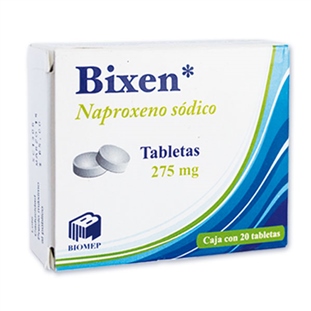 Bixen*
Naproxeno sódico
Tabletas
275 mg
BIOMEP
Caja con 20 tabletas